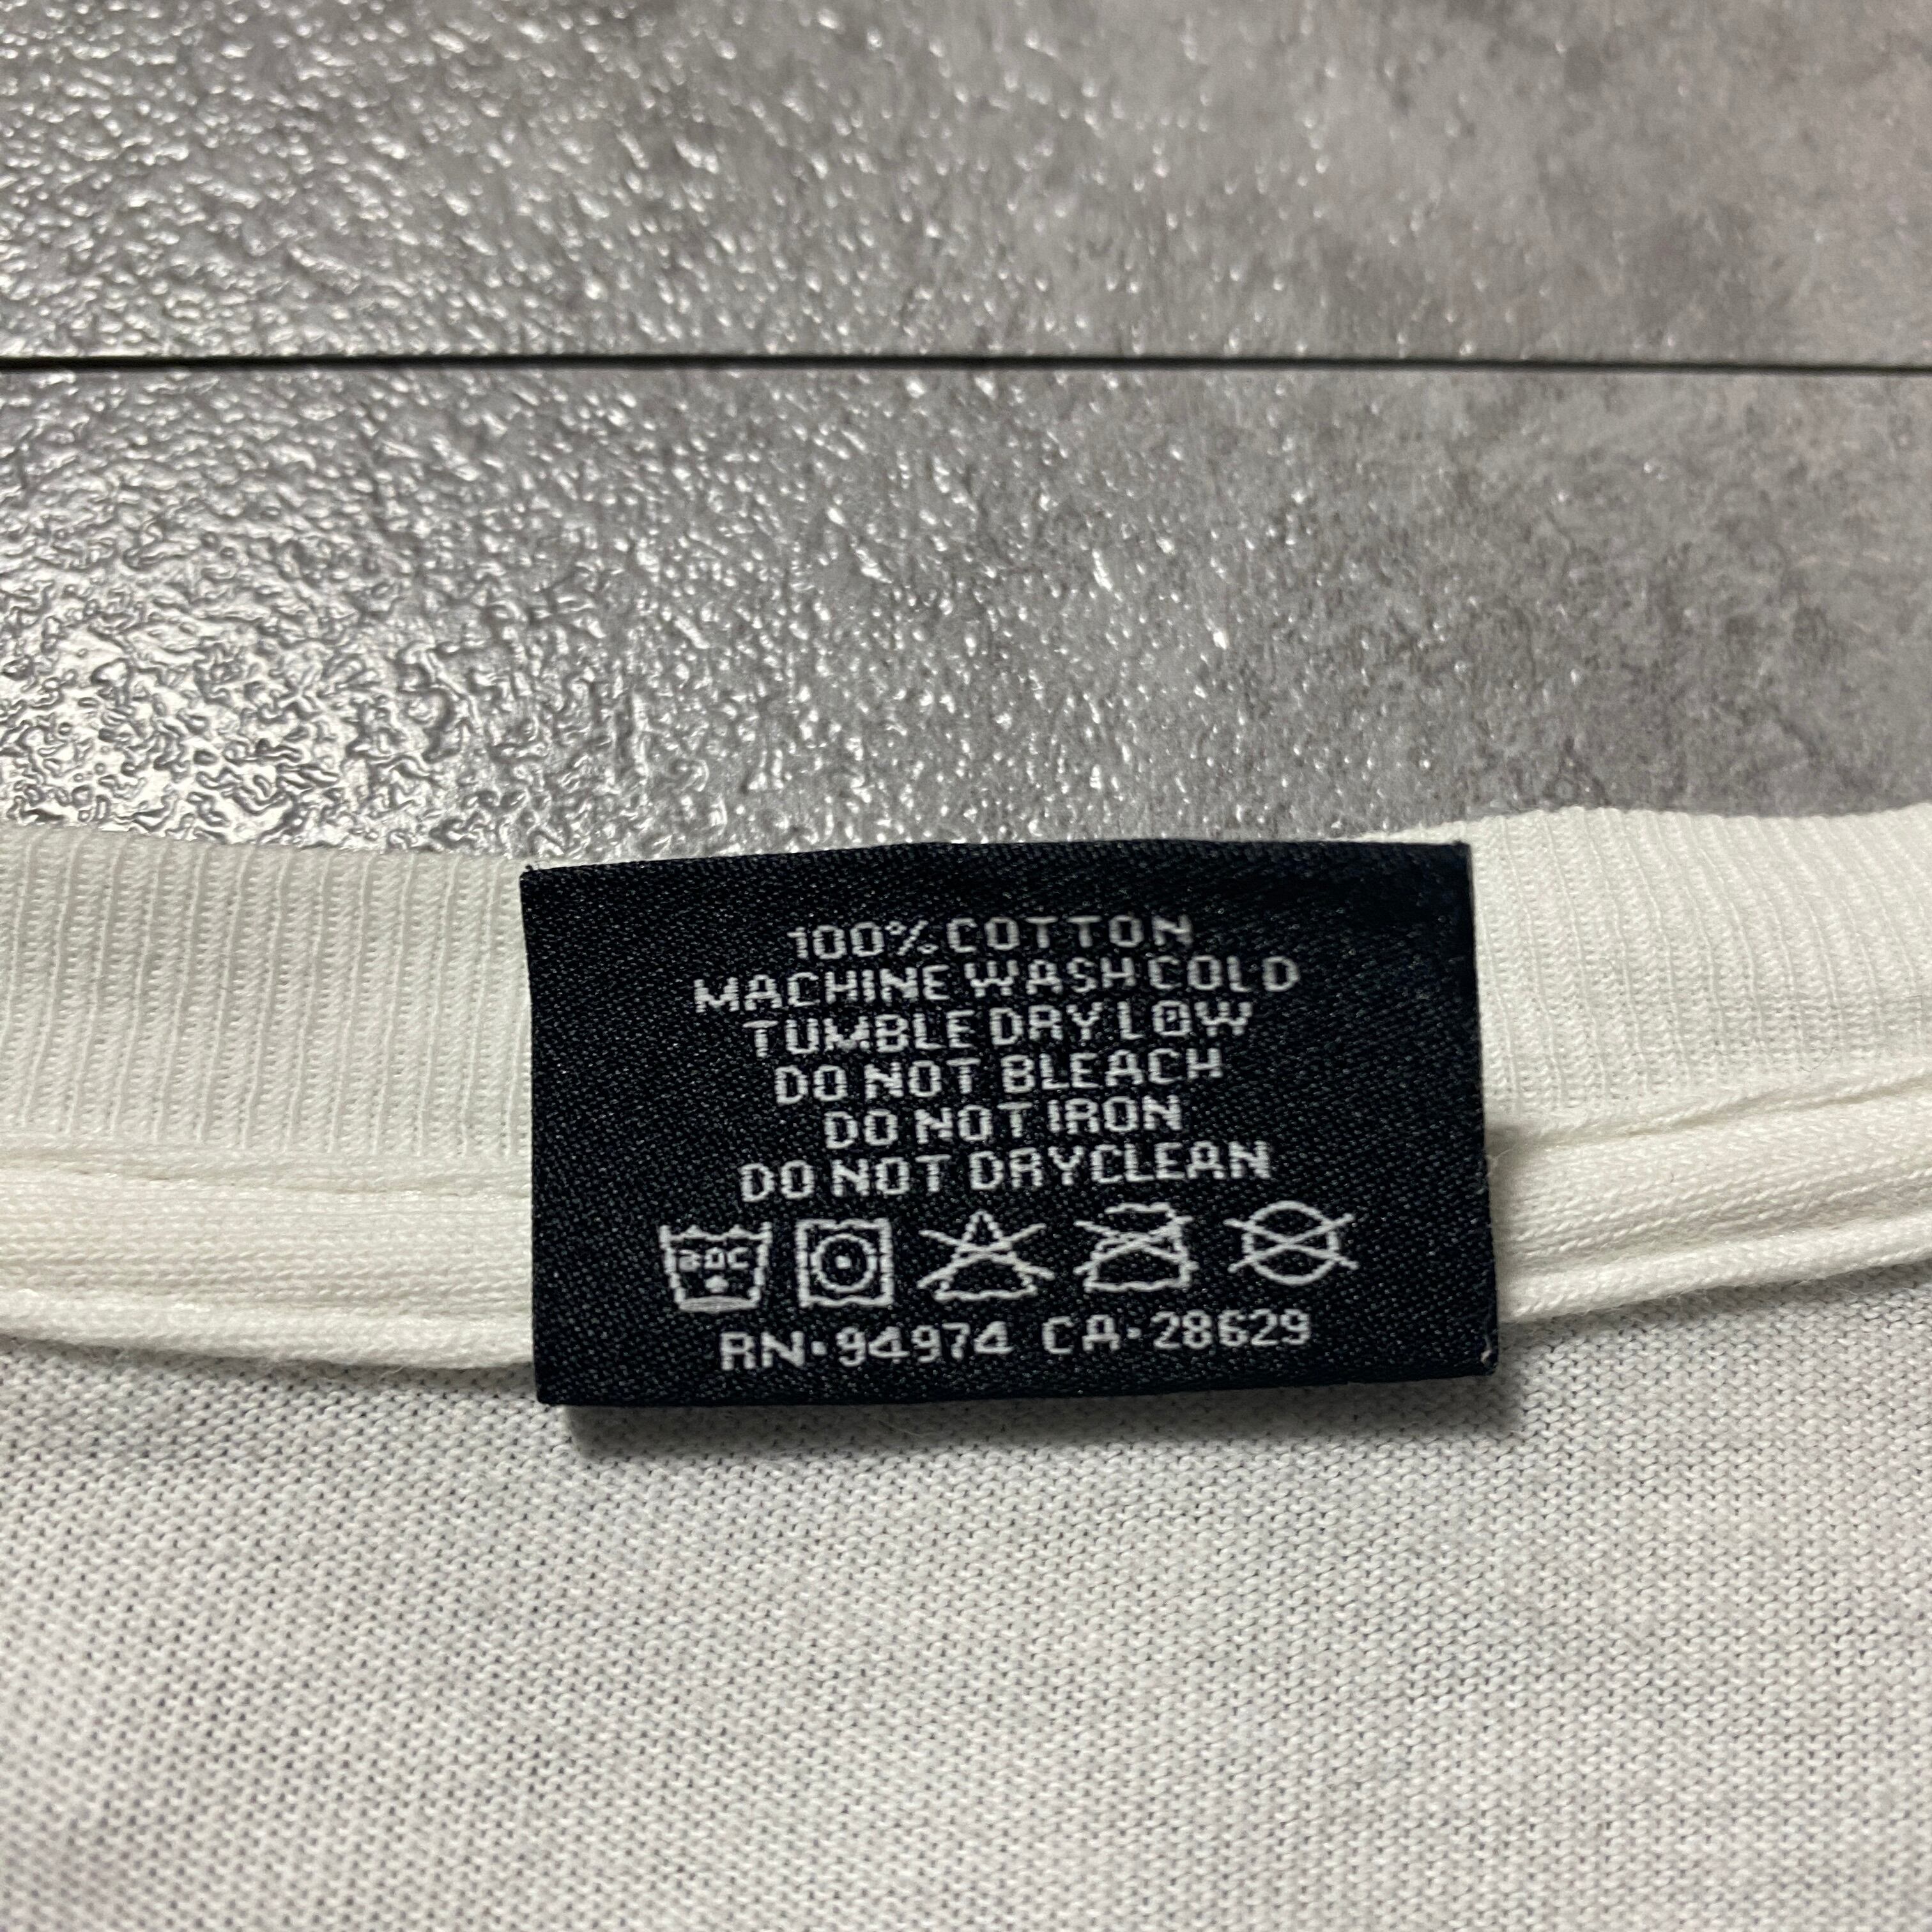 100% COTTON
MACHINE WASH COLD
TUMBLE DRY LOW
DO NOT BLEACH
DO NOT IRON
DO NOT DRYCLEAN
30C
RN·94974 CA·28629